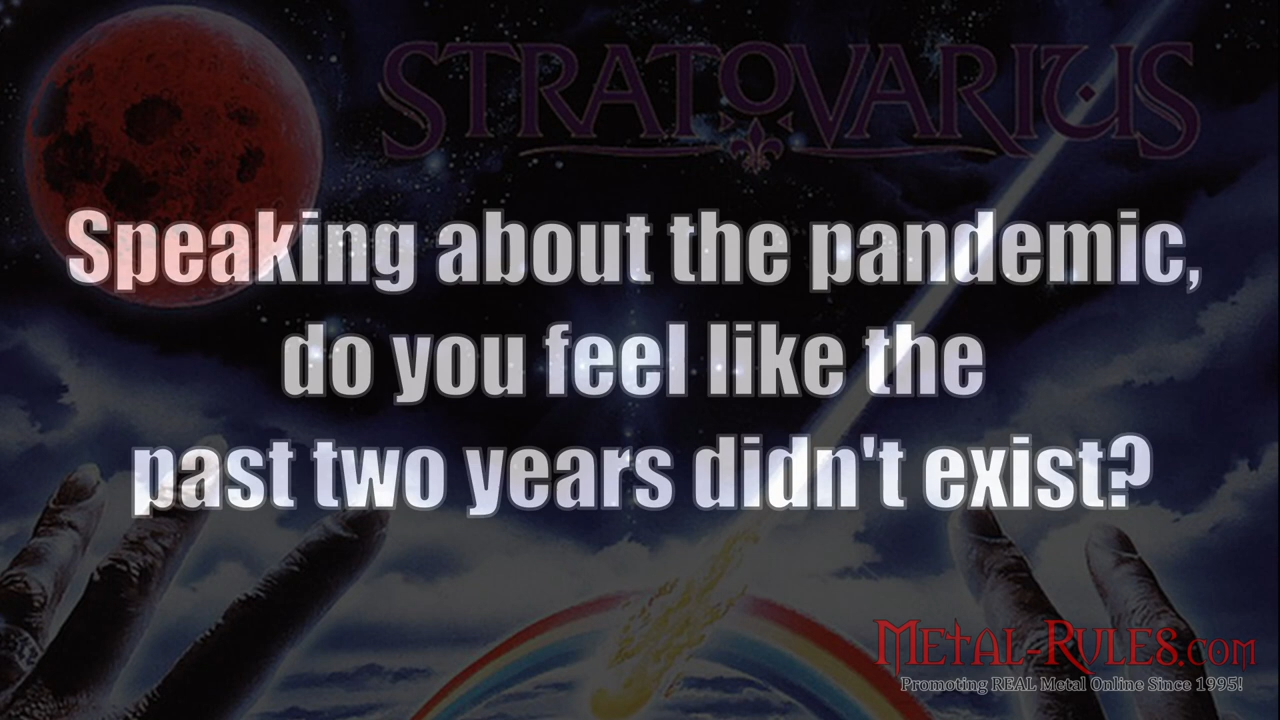 STRATOVARIUS
Speaking about the pandemic,
do you feel like the
past two years didn't exist?
Metal-Rules.com
Promoting REAL Metal Online Since 1995!